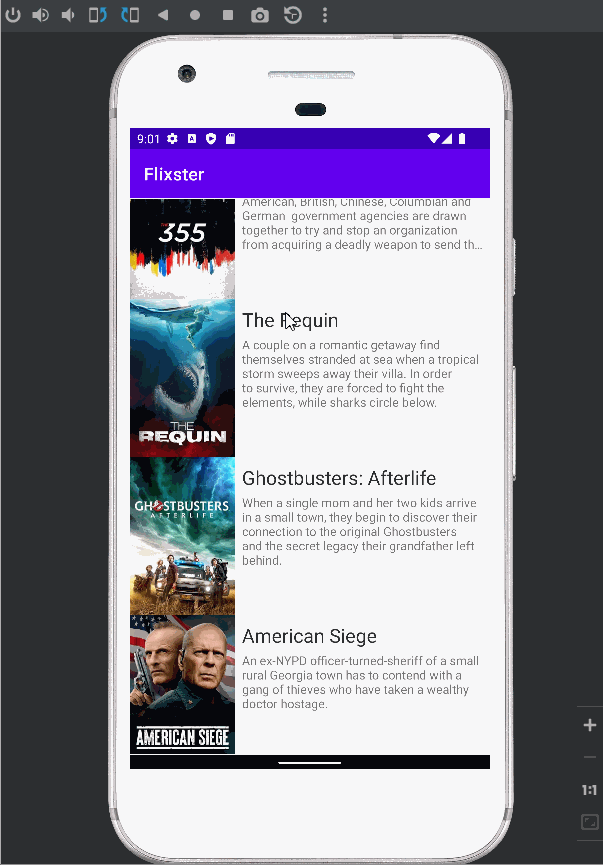 9:01
Flixster
American, British, Chinese, Columbian and
German government agencies are drawn
together to try and stop an organization
from acquiring a deadly weapon to send th...
THE
355
The Requin
A couple on a romantic getaway find
themselves stranded at sea when a tropical
storm sweeps away their villa. In order
to survive, they are forced to fight the
elements, while sharks circle below.
THE
REQUIN
Ghostbusters: Afterlife
When a single mom and her two kids arrive
in a small town, they begin to discover their
connection to the original Ghostbusters
and the secret legacy their grandfather left
behind.
GHOSTBUSTERS
AFTERLIFE
American Siege
An ex-NYPD officer-turned-sheriff of a small
rural Georgia town has to contend with a
gang of thieves who have taken a wealthy
doctor hostage.
AMERICAN SIEGE
1:1